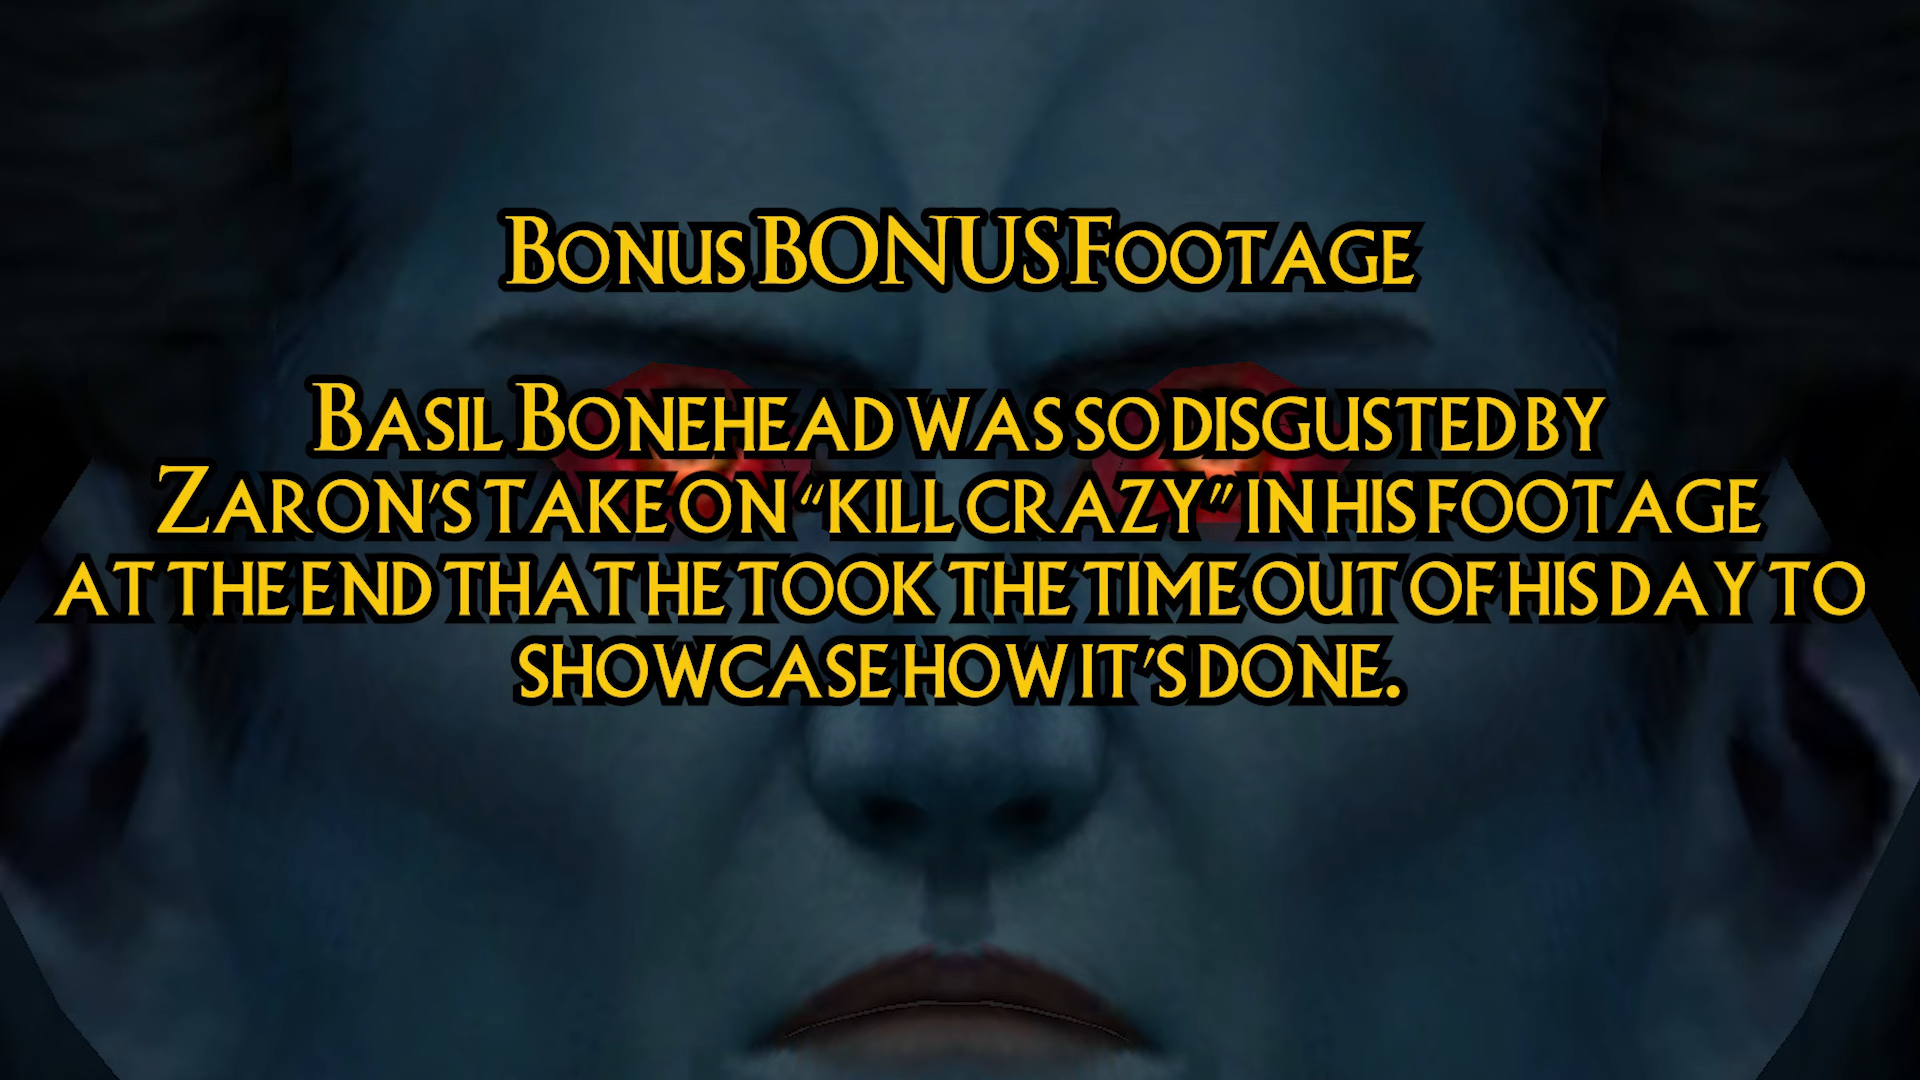 Bonus BONUS Footage
Basil Bonehead was so disgusted by
Zaron's take on "kill crazy" in his footage
at the end that he took the time out of his day to
showcase how it's done.